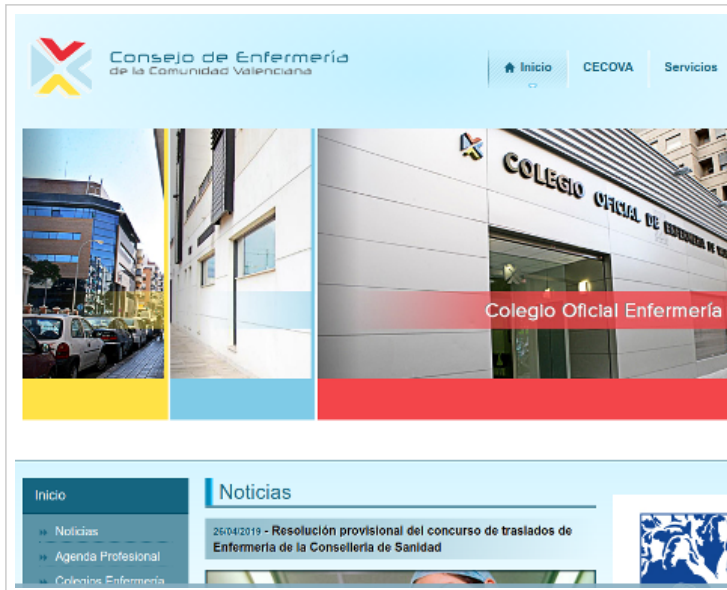 Consejo de Enfermería
de la Comunidad Valenciana
Inicio
CECOVA
Servicios
COLEGIO OFICIAL DE ENFERMERIA DE
Colegio Oficial Enfermería
Inicio
Noticias
Agenda Profesional
Colegios Enfermería
Noticias
26/04/2019 - Resolución provisional del concurso de traslados de
Enfermería de la Conselleria de Sanidad